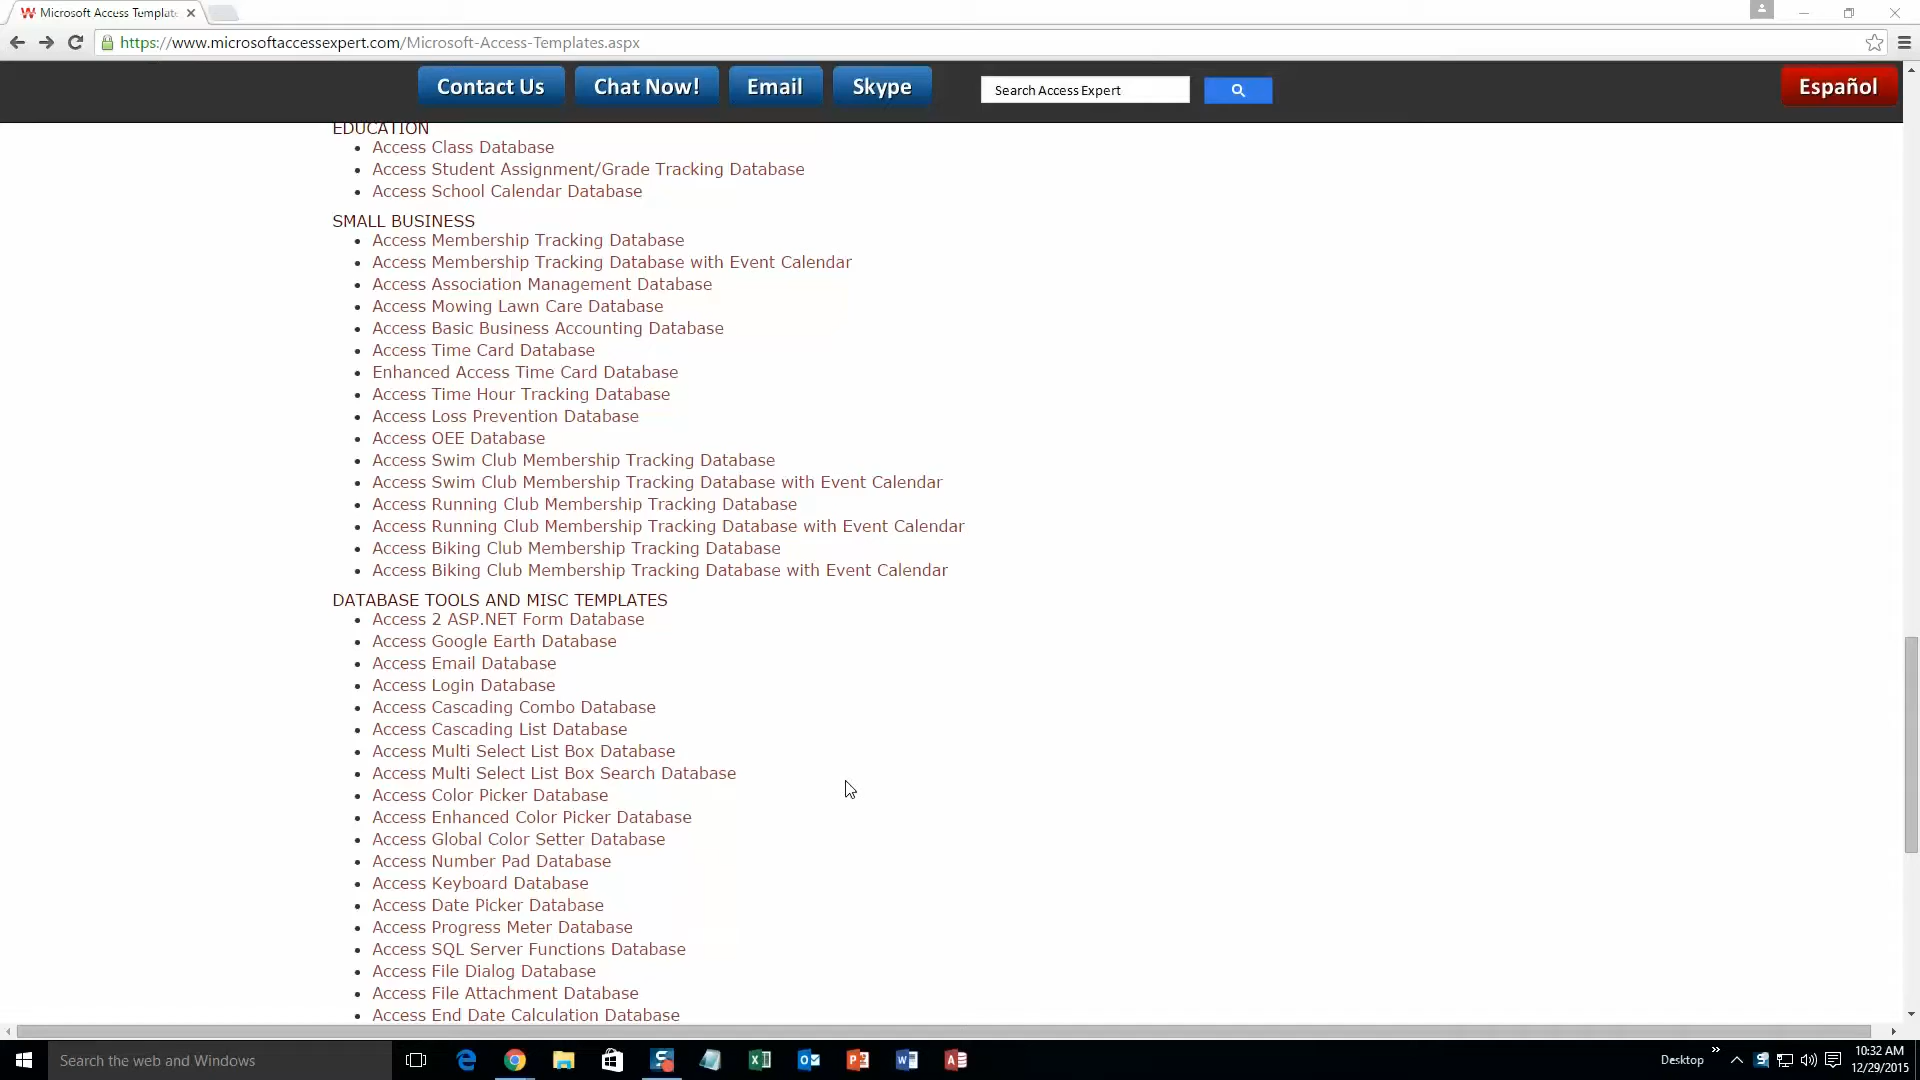 Microsoft Access Templat
https://www.microsoftaccessexpert.com/Microsoft-Access-Templates.aspx
Contact Us
Chat Now!
Email
Skype
Search Access Expert
Español
EDUCATION
Access Class Database
Access Student Assignment/Grade Tracking Database
Access School Calendar Database
SMALL BUSINESS
Access Membership Tracking Database
Access Membership Tracking Database with Event Calendar
Access Association Management Database
Access Mowing Lawn Care Database
Access Basic Business Accounting Database
Access Time Card Database
Enhanced Access Time Card Database
Access Time Hour Tracking Database
Access Loss Prevention Database
Access OEE Database
Access Swim Club Membership Tracking Database
Access Swim Club Membership Tracking Database with Event Calendar
Access Running Club Membership Tracking Database
Access Running Club Membership Tracking Database with Event Calendar
Access Biking Club Membership Tracking Database
Access Biking Club Membership Tracking Database with Event Calendar
DATABASE TOOLS AND MISC TEMPLATES
Access 2 ASP.NET Form Database
Access Google Earth Database
Access Email Database
Access Login Database
Access Cascading Combo Database
Access Cascading List Database
Access Multi Select List Box Database
Access Multi Select List Box Search Database
Access Color Picker Database
Access Enhanced Color Picker Database
Access Global Color Setter Database
Access Number Pad Database
Access Keyboard Database
Access Date Picker Database
Access Progress Meter Database
Access SQL Server Functions Database
Access File Dialog Database
Access File Attachment Database
Access End Date Calculation Database
Search the web and Windows
Desktop
10:32 AM
12/29/2015